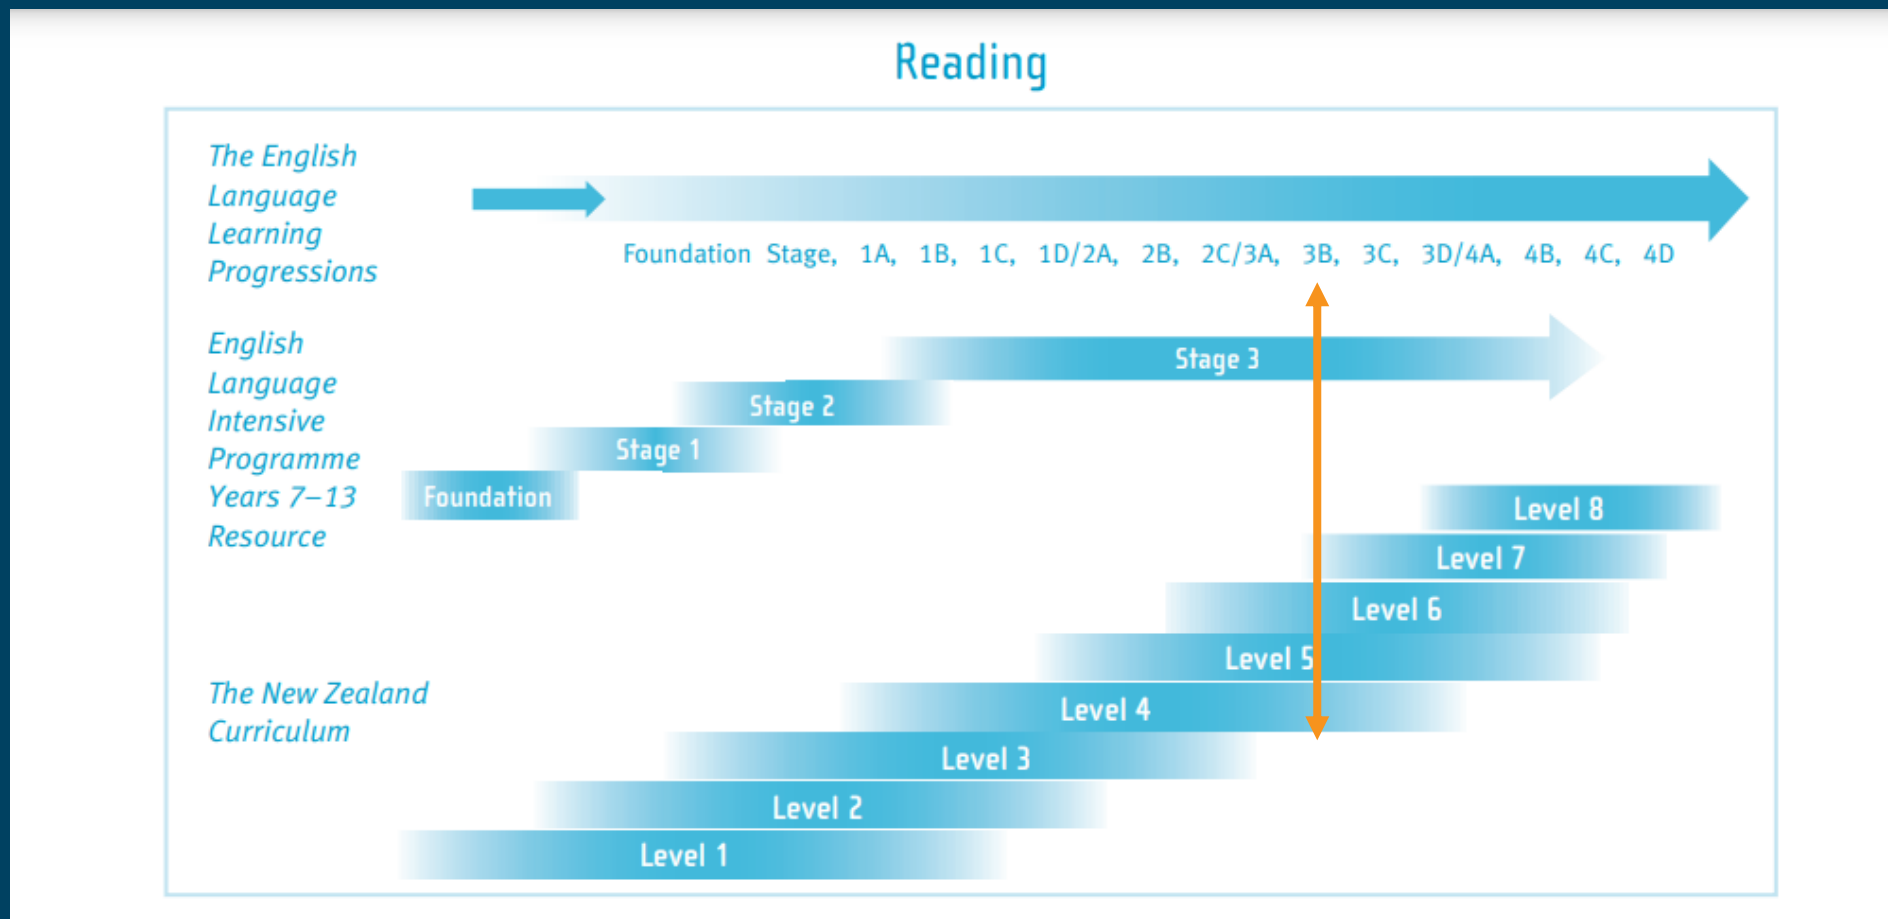 Reading
The English
Language
Learning
Progressions
Foundation Stage, 1A, 1B, 1C, 1D/2A, 2B, 2C/3A, 3B, 3C, 3D/4A, 4B, 4C, 4D
English
Language
Intensive
Programme
Years 7–13
Resource
Stage 3
Stage 2
Stage 1
Foundation
Level 8
Level 7
Level 6
Level 5
The New Zealand
Curriculum
Level 4
Level 3
Level 2
Level 1